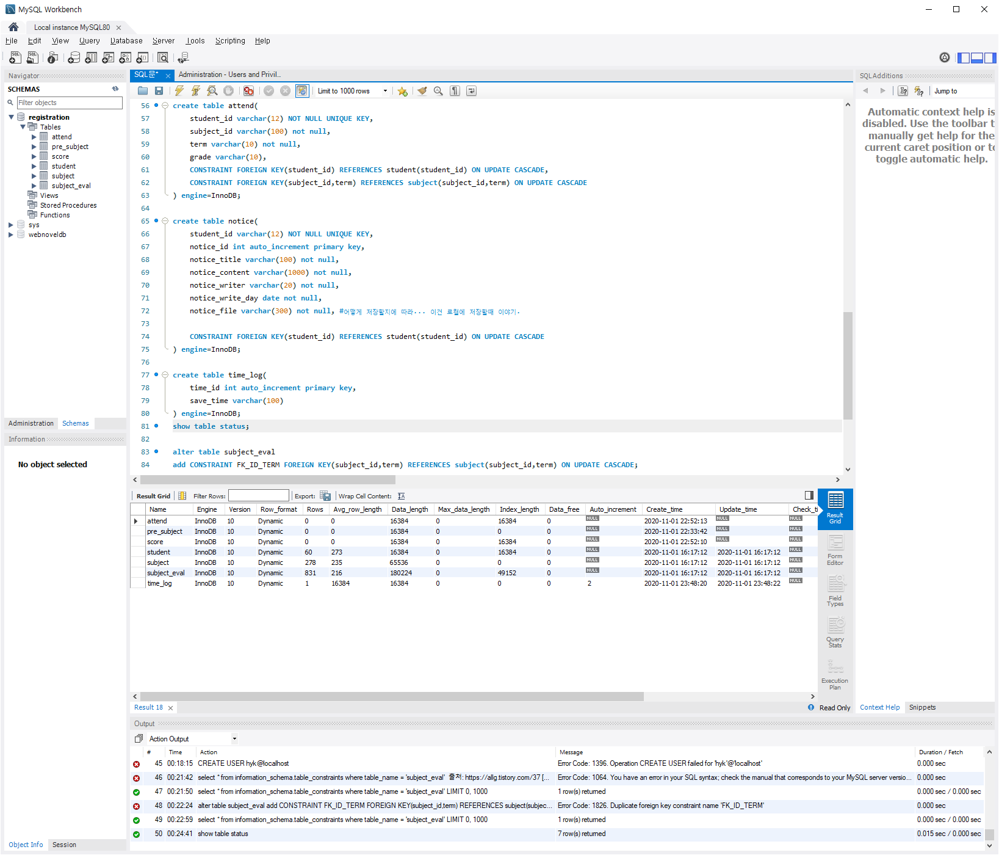 MySQL Workbench
Local instance MySQL80
File Edit View Query Database Server Tools Scripting Help
Navigator
SCHEMAS
Filter objects
registration
Tables
attend
pre_subject
score
student
subject
subject_eval
Views
Stored Procedures
Functions
sys
webnoveldb
Administration Schemas
Information
No object selected
Object Info Session
SQL문* Administration - Users and Privil...
Limit to 1000 rows
56 create table attend(
57 student_id varchar(12) NOT NULL UNIQUE KEY,
58 subject_id varchar(100) not null,
59 term varchar(10) not null,
60 grade varchar(10),
61 CONSTRAINT FOREIGN KEY(student_id) REFERENCES student(student_id) ON UPDATE CASCADE,
62 CONSTRAINT FOREIGN KEY(subject_id,term) REFERENCES subject(subject_id,term) ON UPDATE CASCADE
63 ) engine=InnoDB;
64
65 create table notice(
66 student_id varchar(12) NOT NULL UNIQUE KEY,
67 notice_id int auto_increment primary key,
68 notice_title varchar(100) not null,
69 notice_content varchar(1000) not null,
70 notice_writer varchar(20) not null,
71 notice_write_day date not null,
72 notice_file varchar(300) not null, #어떻게 저장할지에 따라... 이건 로컬에 저장할때 이야기.
73
74 CONSTRAINT FOREIGN KEY(student_id) REFERENCES student(student_id) ON UPDATE CASCADE
75 ) engine=InnoDB;
76
77 create table time_log(
78 time_id int auto_increment primary key,
79 save_time varchar(100)
80 ) engine=InnoDB;
81 show table status;
82
83 alter table subject_eval
84 add CONSTRAINT FK_ID_TERM FOREIGN KEY(subject_id,term) REFERENCES subject(subject_id,term) ON UPDATE CASCADE;
Result Grid Filter Rows: Export: Wrap Cell Content:
Name Engine Version Row_format Rows Avg_row_length Data_length Max_data_length Index_length Data_free Auto_increment Create_time Update_time Check_ti
attend InnoDB 10 Dynamic 0 0 16384 0 16384 0 NULL 2020-11-01 22:52:13 NULL NULL
pre_subject InnoDB 10 Dynamic 0 0 16384 0 0 0 NULL 2020-11-01 22:33:42 NULL NULL
score InnoDB 10 Dynamic 0 0 16384 0 16384 0 NULL 2020-11-01 22:52:10 NULL NULL
student InnoDB 10 Dynamic 60 273 16384 0 16384 0 NULL 2020-11-01 16:17:12 2020-11-01 16:17:12 NULL
subject InnoDB 10 Dynamic 278 235 65536 0 0 0 NULL 2020-11-01 16:17:12 2020-11-01 16:17:12 NULL
subject_eval InnoDB 10 Dynamic 831 216 180224 0 49152 0 NULL 2020-11-01 16:17:12 2020-11-01 16:17:12 NULL
time_log InnoDB 10 Dynamic 1 16384 16384 0 0 0 2 2020-11-01 23:48:20 2020-11-01 23:48:22 NULL
Result Grid
Form Editor
Field Types
Query Stats
Execution Plan
Result 18 Read Only
SQLAdditions
Jump to
Automatic context help is
disabled. Use the toolbar t
manually get help for the
current caret position or to
toggle automatic help.
Context Help Snippets
Output
Action Output
# Time Action Message Duration / Fetch
45 00:18:15 CREATE USER hyk@localhost Error Code: 1396. Operation CREATE USER failed for 'hyk'@'localhost' 0.000 sec
46 00:21:42 select * from information_schema.table_constraints where table_name = 'subject_eval' 출처: https://allg.tistory.com/37 [... Error Code: 1064. You have an error in your SQL syntax; check the manual that corresponds to your MySQL server versio... 0.000 sec
47 00:21:50 select * from information_schema.table_constraints where table_name = 'subject_eval' LIMIT 0, 1000 1 row(s) returned 0.000 sec / 0.000 sec
48 00:22:24 alter table subject_eval add CONSTRAINT FK_ID_TERM FOREIGN KEY(subject_id,term) REFERENCES subject(subjec... Error Code: 1826. Duplicate foreign key constraint name 'FK_ID_TERM' 0.000 sec
49 00:22:59 select * from information_schema.table_constraints where table_name = 'subject_eval' LIMIT 0, 1000 1 row(s) returned 0.000 sec / 0.000 sec
50 00:24:41 show table status 7 row(s) returned 0.015 sec / 0.000 sec